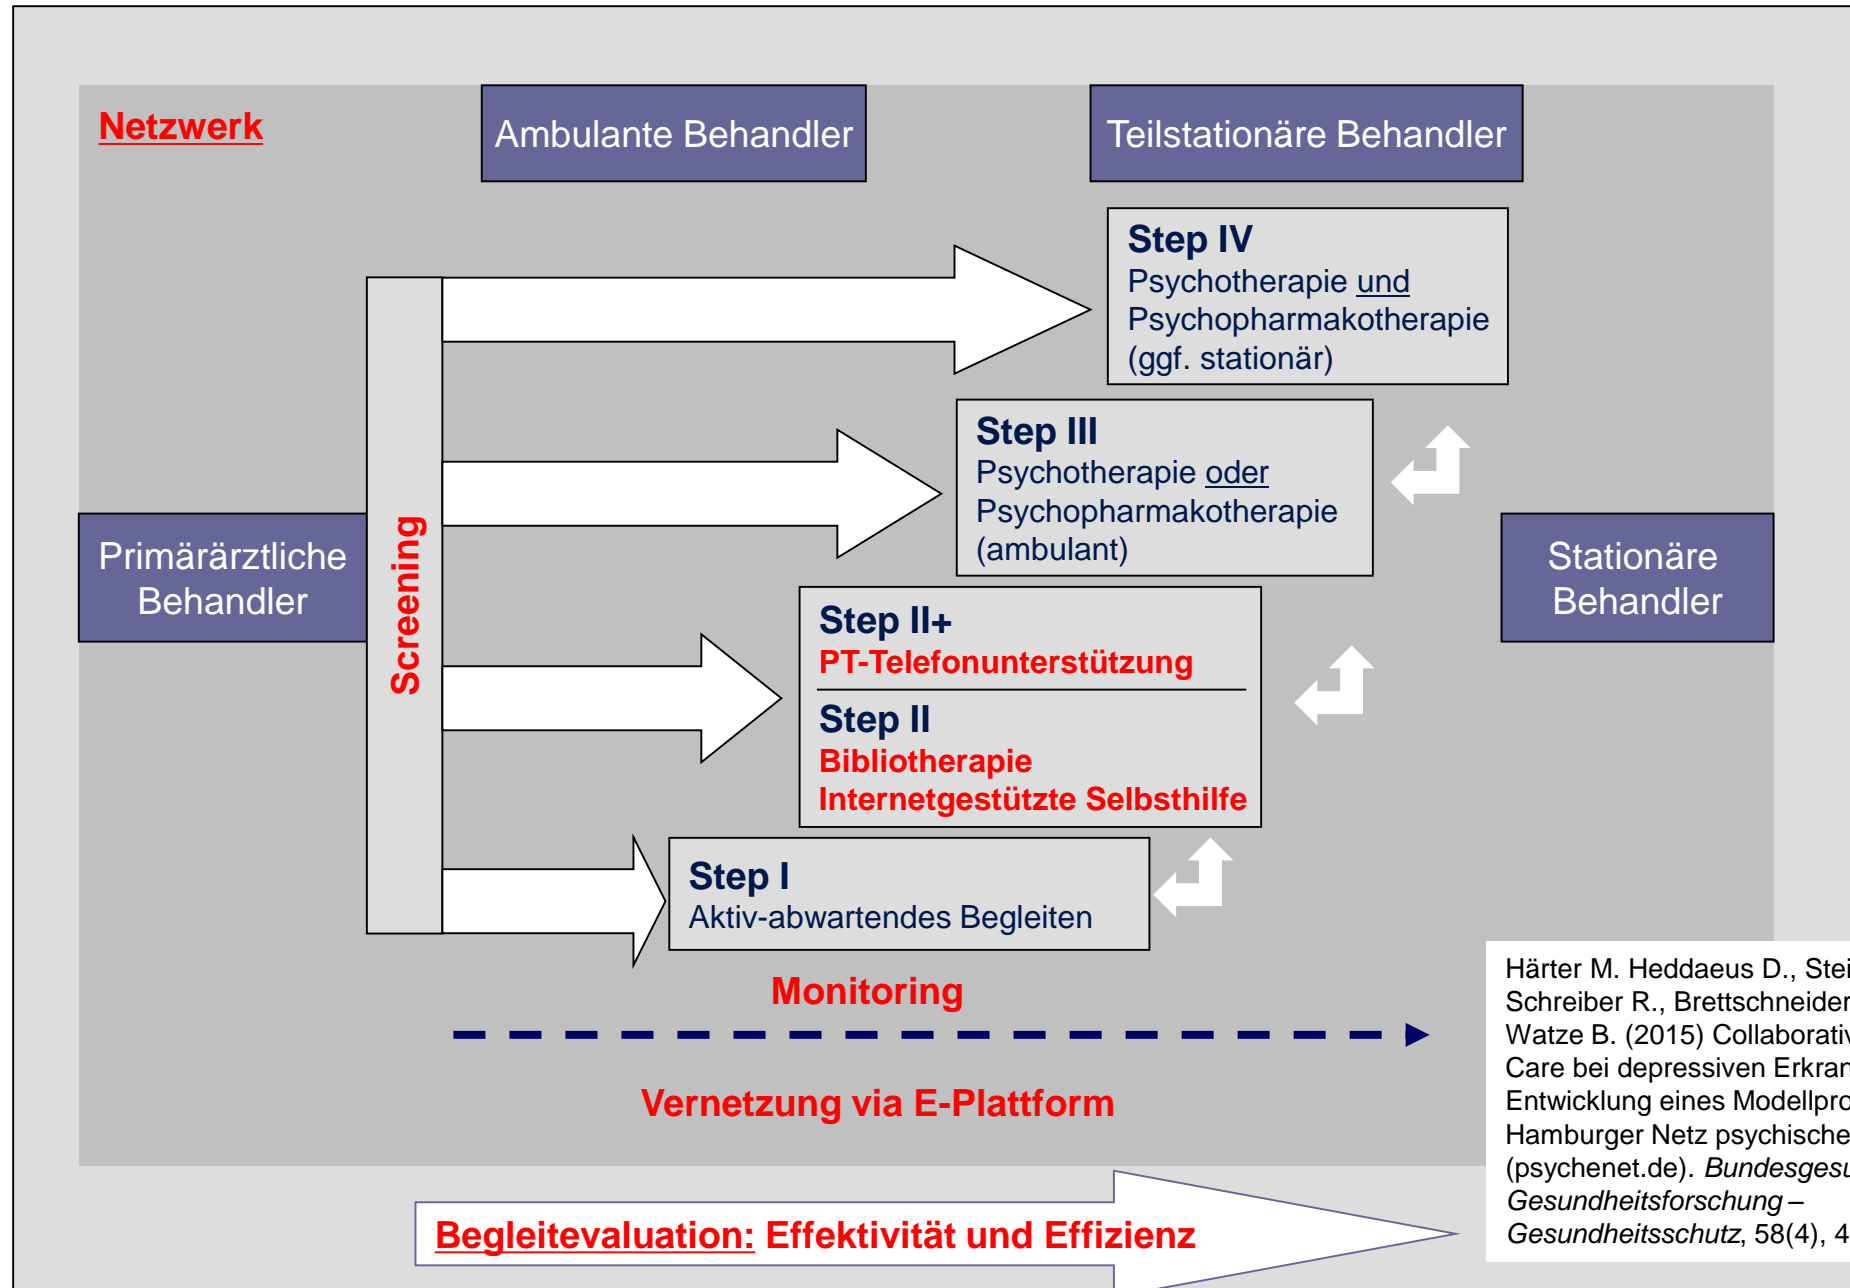 Netzwerk
Ambulante Behandler
Teilstationäre Behandler
Step IV
Psychotherapie und
Psychopharmakotherapie
(ggf. stationär)
Step III
Psychotherapie oder
Psychopharmakotherapie
(ambulant)
Primärärztliche
Behandler
Screening
Stationäre
Behandler
Step II+
PT-Telefonunterstützung
Step II
Bibliotherapie
Internetgestützte Selbsthilfe
Step I
Aktiv-abwartendes Begleiten
Monitoring
Vernetzung via E-Plattform
Begleitevaluation: Effektivität und Effizienz
Härter M. Heddaeus D.,
Schreiber R., Brettschneider
Watze B. (2015)
Care bei depressiven
Entwicklung eines
Hamburger Netz
(psychenet.de).
Gesundheitsforschung –
Gesundheitsschutz, 58(4),